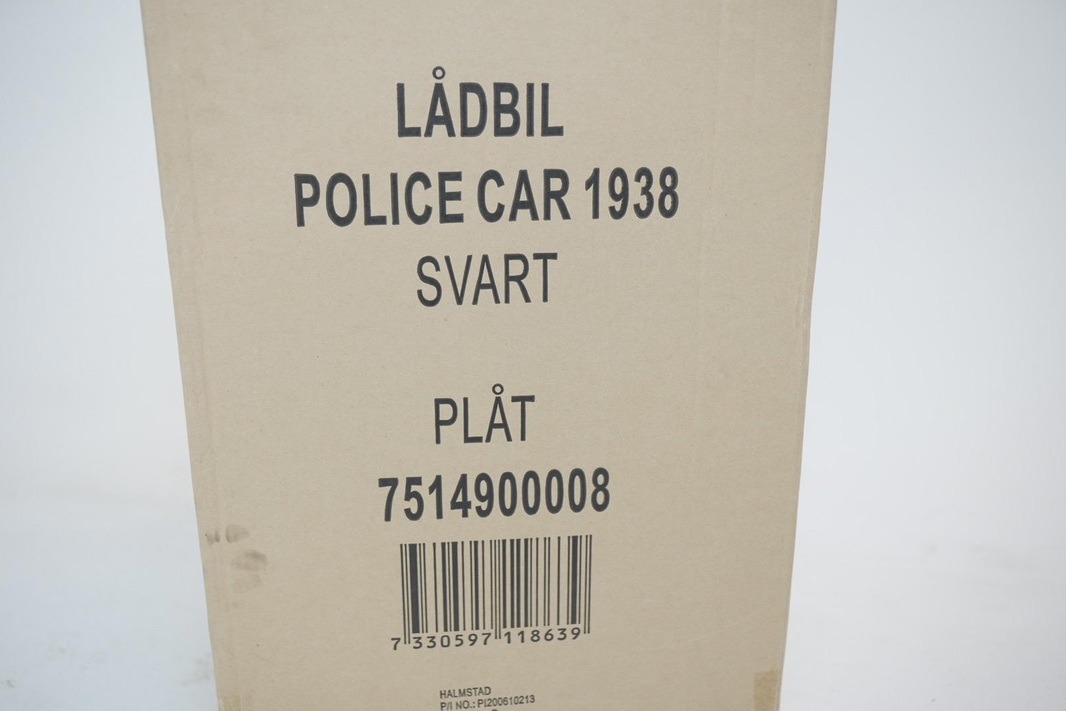 LÅDBIL
POLICE CAR 1938
SVART
PLÅT
7514900008
7 330597 118639
HALMSTAD
P/I NO.: PI200610213